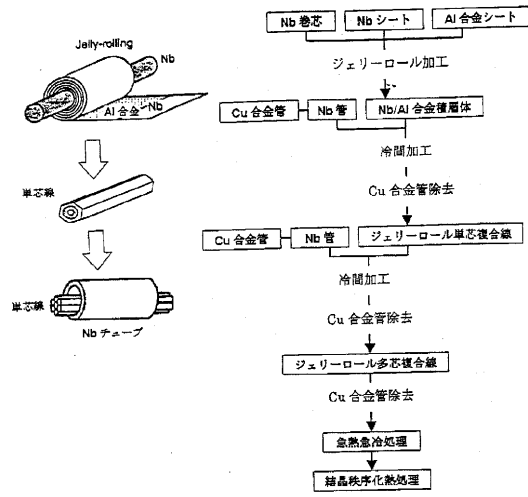 Jelly-rolling
Nb
Al 合金
Nb
単芯線
単芯線
Nb チューブ
Nb 巻芯
Nb シート
Al 合金シート
ジェリーロール加工
Cu 合金管
Nb 管
Nb/Al 合金積層体
冷間加工
Cu 合金管除去
Cu 合金管
Nb 管
ジェリーロール単芯複合線
冷間加工
Cu 合金管除去
ジェリーロール多芯複合線
Cu 合金管除去
急熱急冷処理
結晶秩序化熱処理